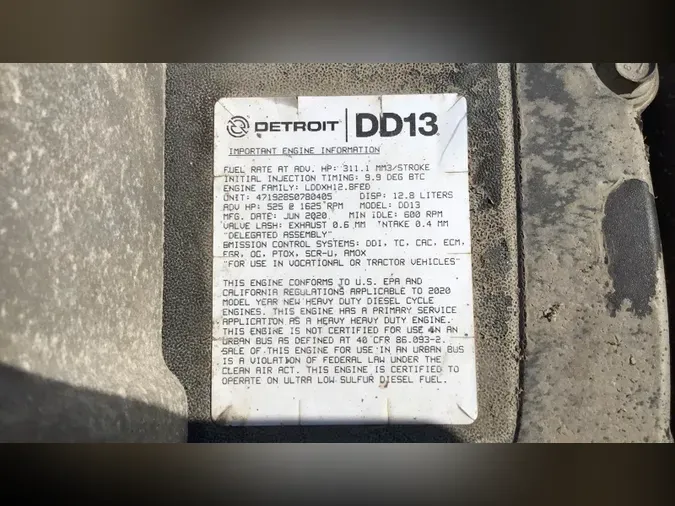 DETROIT DD13
IMPORTANT ENGINE INFORMATION
FUEL RATE AT ADV. HP: 311.1 MM3/STROKE
INITIAL INJECTION TIMING: 9.9 DEG BTC
ENGINE FAMILY: LDDXH12.8FED
UNIT: 471928S0780405 DISP: 12.8 LITERS
ADV HP: 525 @ 1625 RPM MODEL: DD13
MFG. DATE: JUN 2020 MIN IDLE: 600 RPM
VALVE LASH: EXHAUST 0.6 MM INTAKE 0.4 MM
"DELEGATED ASSEMBLY"
EMISSION CONTROL SYSTEMS: DDI, TC, CAC, ECM,
EGR, OC, PTOX, SCR-U, AMOX
"FOR USE IN VOCATIONAL OR TRACTOR VEHICLES"
THIS ENGINE CONFORMS TO U.S. EPA AND
CALIFORNIA REGULATIONS APPLICABLE TO 2020
MODEL YEAR NEW HEAVY DUTY DIESEL CYCLE
ENGINES. THIS ENGINE HAS A PRIMARY SERVICE
APPLICATION AS A HEAVY HEAVY DUTY ENGINE.
THIS ENGINE IS NOT CERTIFIED FOR USE IN AN
URBAN BUS AS DEFINED AT 40 CFR 86.093-2.
SALE OF THIS ENGINE FOR USE IN AN URBAN BUS
IS A VIOLATION OF FEDERAL LAW UNDER THE
CLEAN AIR ACT. THIS ENGINE IS CERTIFIED TO
OPERATE ON ULTRA LOW SULFUR DIESEL FUEL.